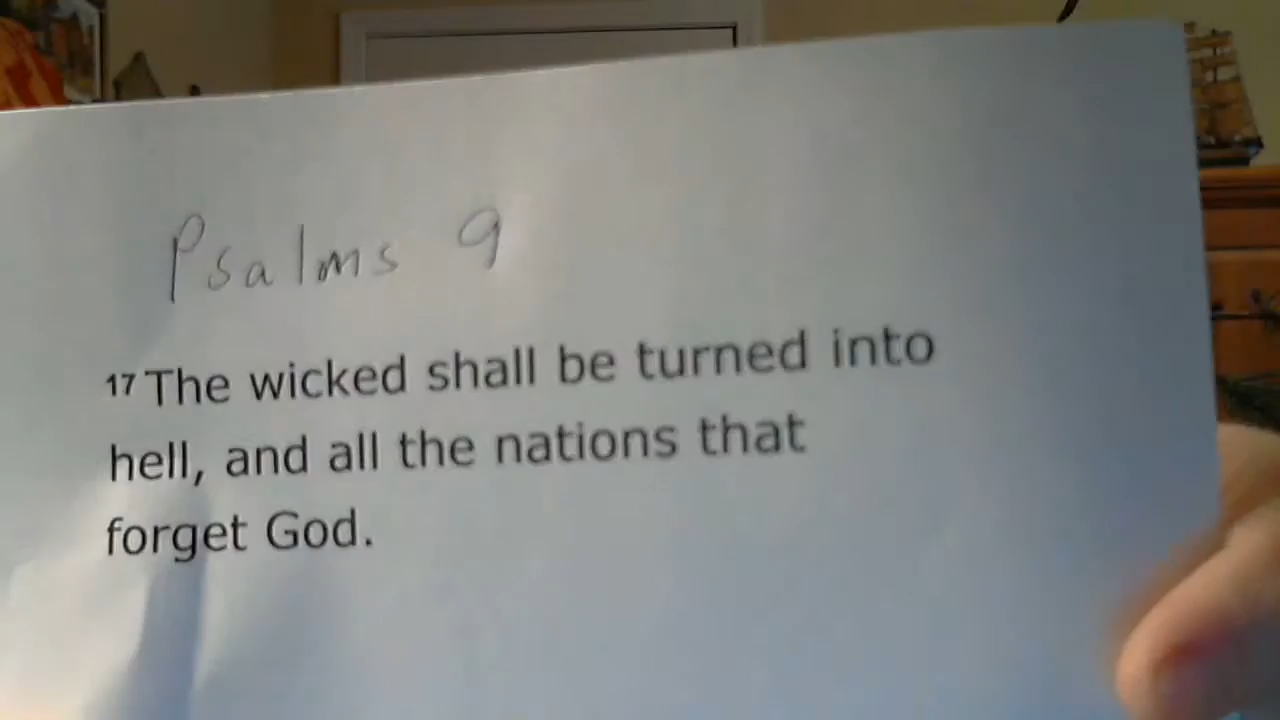 Psalms 9
17 The wicked shall be turned into
hell, and all the nations that
forget God.